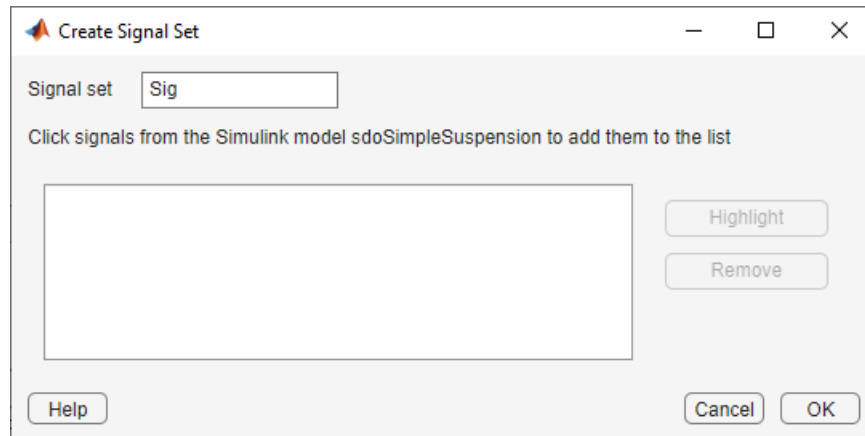 Create Signal Set
Signal set Sig
Click signals from the Simulink model sdoSimpleSuspension to add them to the list
Highlight
Remove
Help Cancel OK